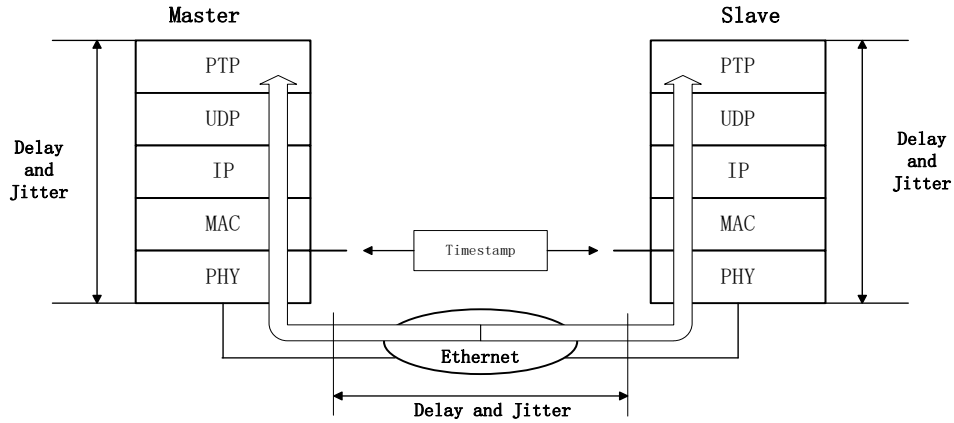 Master
Slave
PTP
UDP
IP
MAC
PHY
Delay
and
Jitter
PTP
UDP
IP
MAC
PHY
Delay
and
Jitter
Timestamp
Ethernet
Delay and Jitter